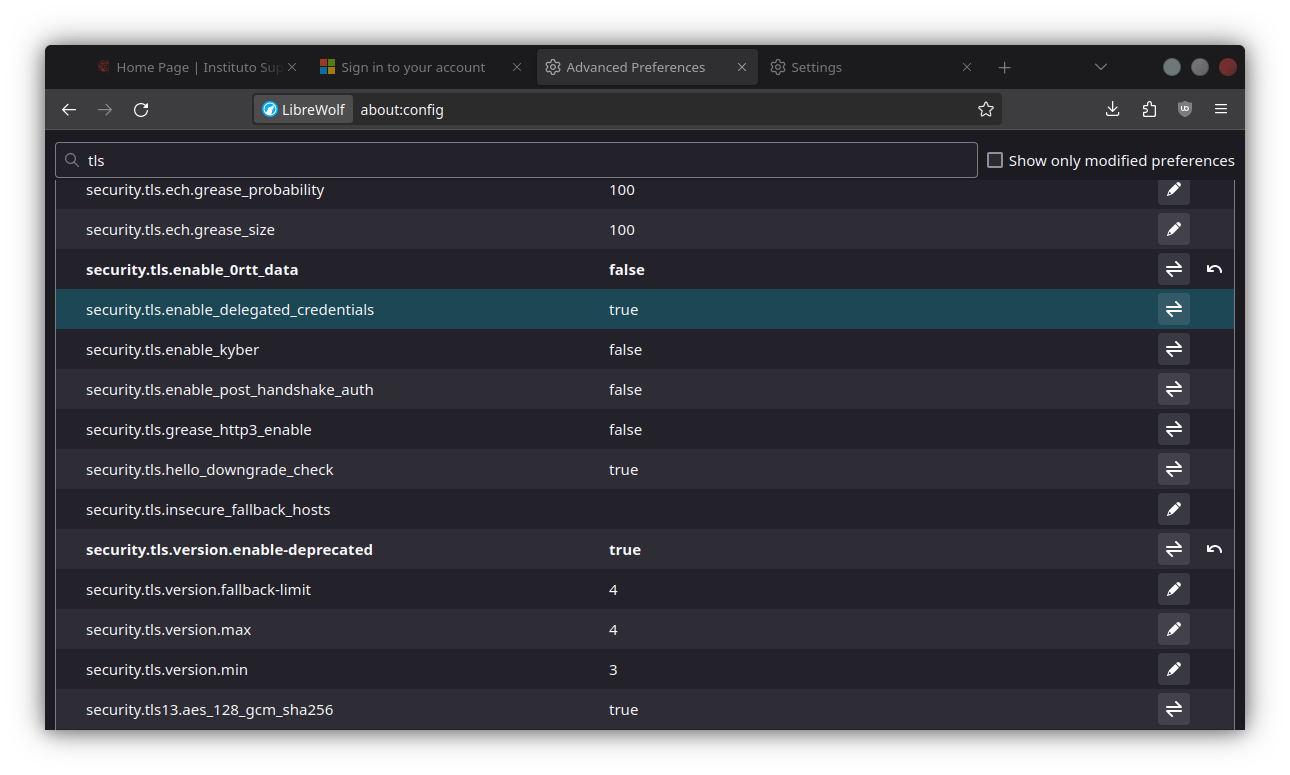 Home Page | Instituto Sup
Sign in to your account
Advanced Preferences
Settings
LibreWolf
about:config
tls
Show only modified preferences
security.tls.ech.grease_probability 100
security.tls.ech.grease_size 100
security.tls.enable_0rtt_data false
security.tls.enable_delegated_credentials true
security.tls.enable_kyber false
security.tls.enable_post_handshake_auth false
security.tls.grease_http3_enable false
security.tls.hello_downgrade_check true
security.tls.insecure_fallback_hosts
security.tls.version.enable-deprecated true
security.tls.version.fallback-limit 4
security.tls.version.max 4
security.tls.version.min 3
security.tls13.aes_128_gcm_sha256 true